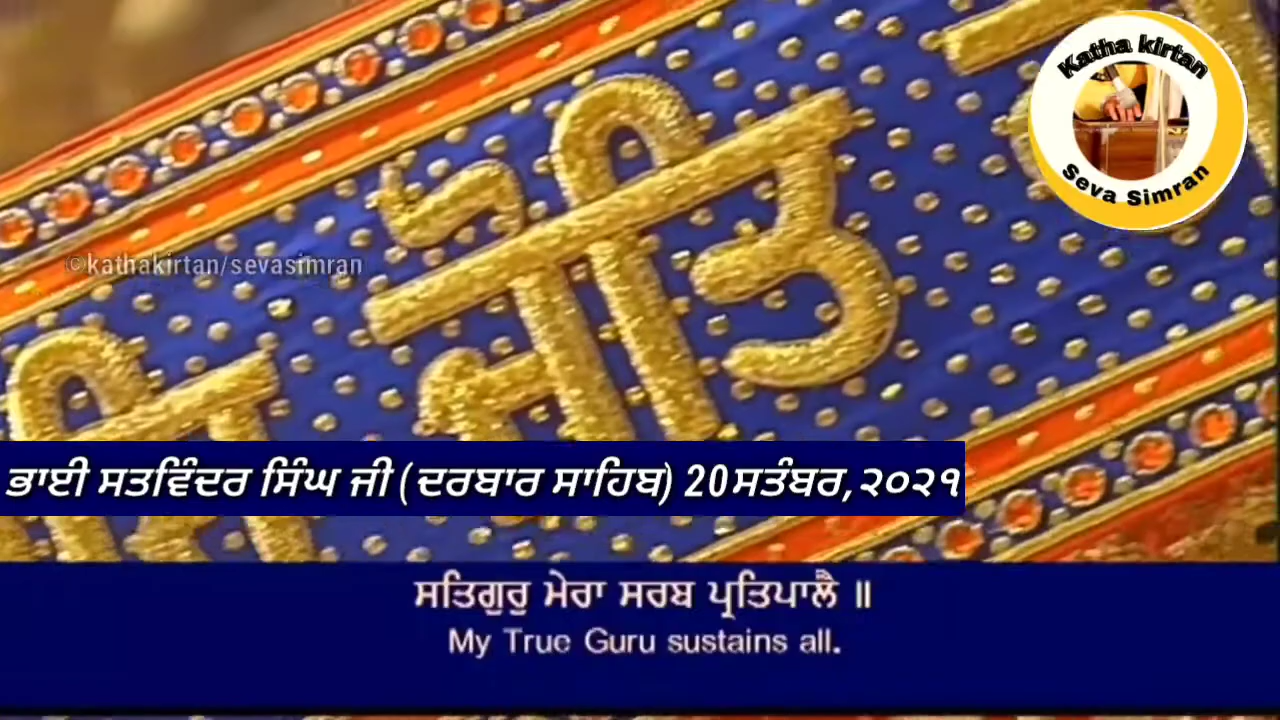 Katha kirtan
Seva Simran
©kathakirtan/sevasimran
ਜੋਤਿ
ਭਾਈ ਸਤਵਿੰਦਰ ਸਿੰਘ ਜੀ (ਦਰਬਾਰ ਸਾਹਿਬ) 20ਸਤੰਬਰ,੨੦੨੧
ਸਤਿਗੁਰੁ ਮੇਰਾ ਸਰਬ ਪ੍ਰਤਿਪਾਲੈ ॥
My True Guru sustains all.